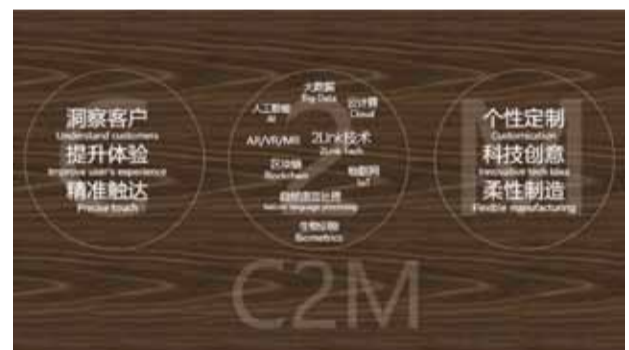 洞察客户
Understand customers
提升体验
Improve user's experience
精准触达
Precise touch
2
大数据
Big Data
人工智能
AI
云计算
Cloud
AR/VR/MR
2Link技术
2Link Tech
区块链
Blockchain
物联网
IoT
自然语言处理
Natural language processing
生物识别
Biometrics
M
个性定制
Customization
科技创意
Innovative tech idea
柔性制造
Flexible manufacturing
C2M